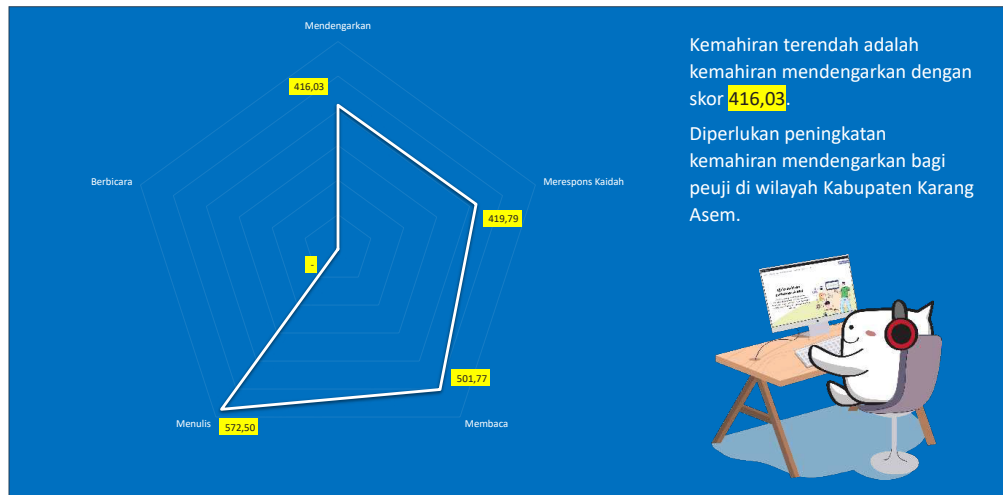 Mendengarkan
416,03
Berbicara
Merespons Kaidah
419,79
-
501,77
Menulis
572,50
Membaca
Kemahiran terendah adalah
kemahiran mendengarkan dengan
skor 416,03.
Diperlukan peningkatan
kemahiran mendengarkan bagi
peuji di wilayah Kabupaten Karang
Asem.